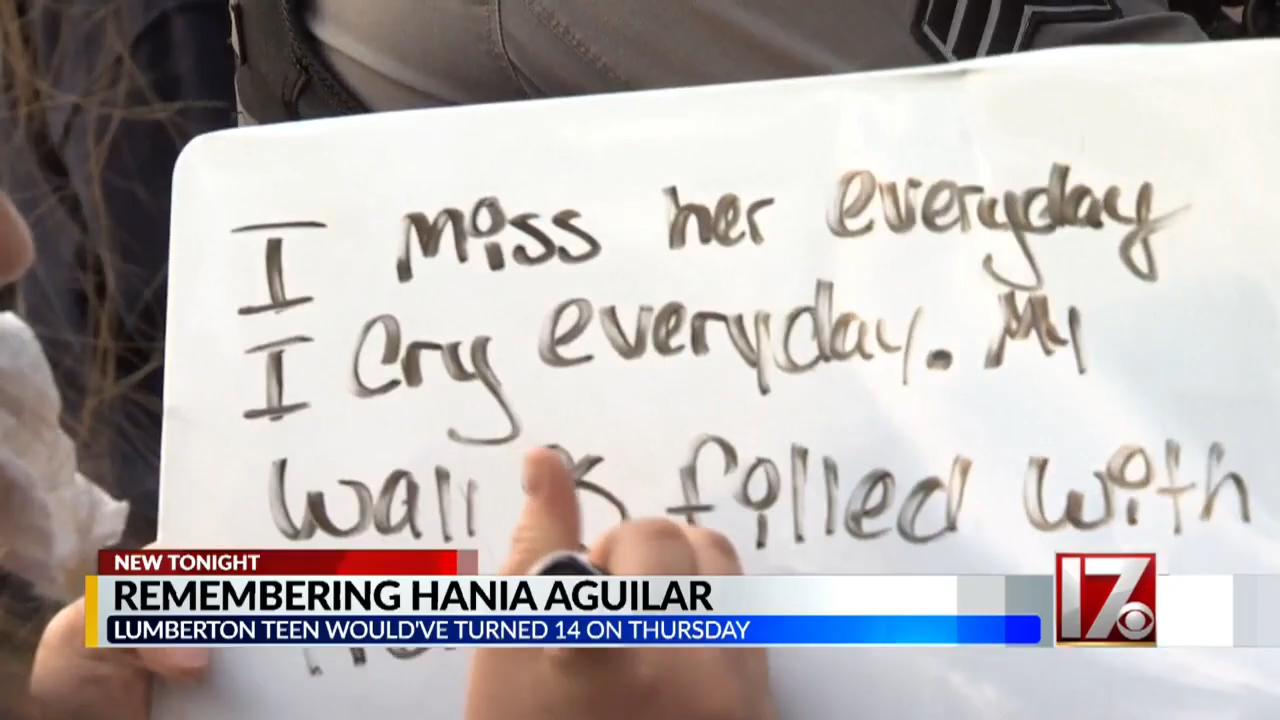 I miss her everyday
I Cry everyday. My
wall is filled with
NEW TONIGHT
REMEMBERING HANIA AGUILAR
LUMBERTON TEEN WOULD'VE TURNED 14 ON THURSDAY
17